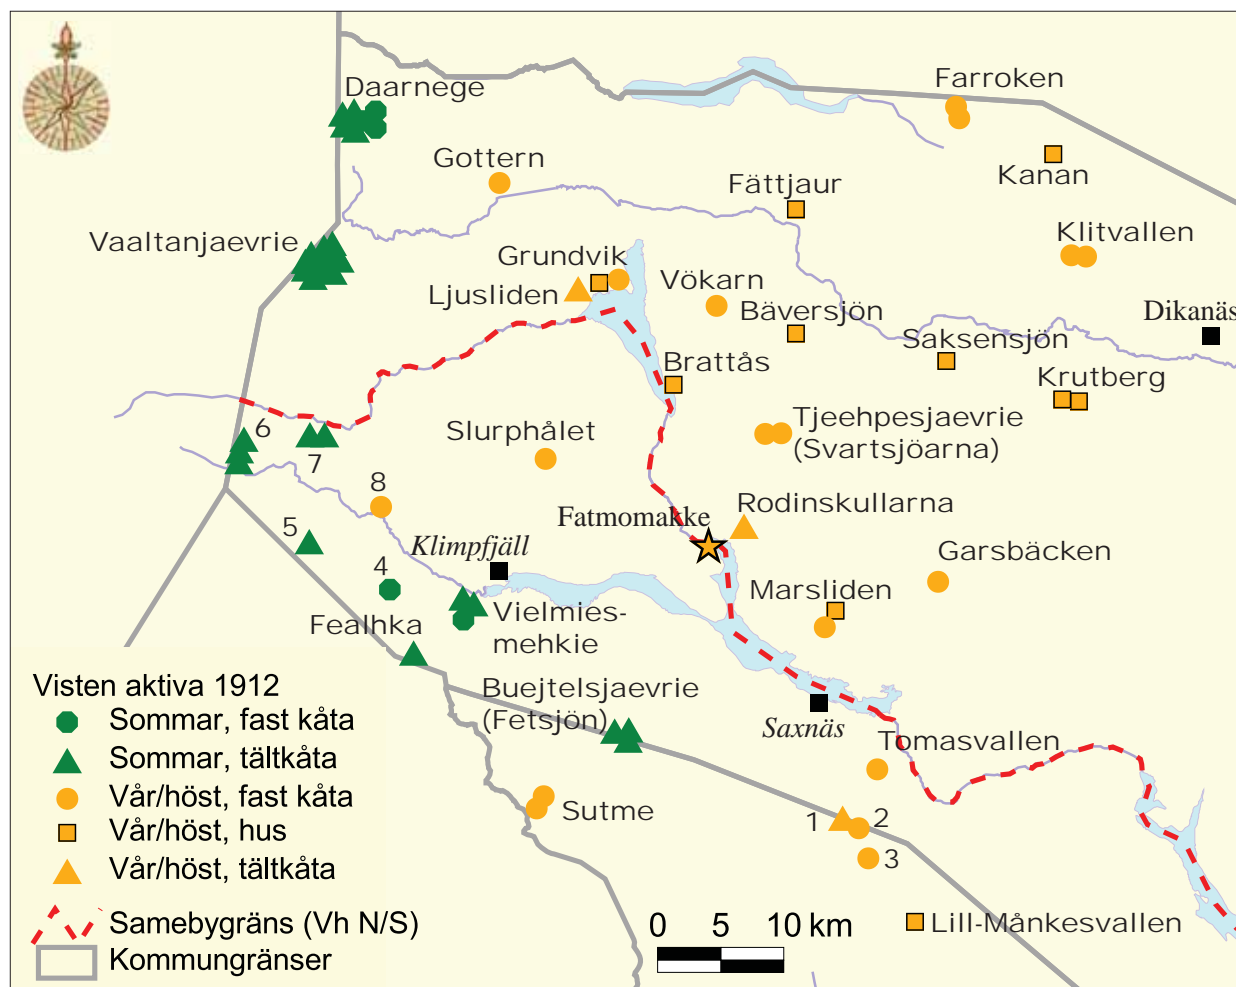 Daarnege
Farroken
Gottern
Fättjaur
Kanan
Vaaltanjaevrie
Klitvallen
Grundvik
Ljusliden
Vökarn
Bäversjön
Dikanäs
Saksensjön
Brattås
Krutberg
6
7
Slurphålet
Tjeehpesjaevrie
(Svartsjöarna)
8
Rodinskullarna
Fatmomakke
5
Klimpfjäll
4
Garsbäcken
Marsliden
Fealhka
Vielmies-
mehkie
Buejtelsjaevrie
(Fetsjön)
Saxnäs
Tomasvallen
Sutme
1
2
3
Lill-Månkesvallen
Visten aktiva 1912
Sommar, fast kåta
Sommar, tältkåta
Vår/höst, fast kåta
Vår/höst, hus
Vår/höst, tältkåta
Samebygräns (Vh N/S)
Kommungränser
0 5 10 km